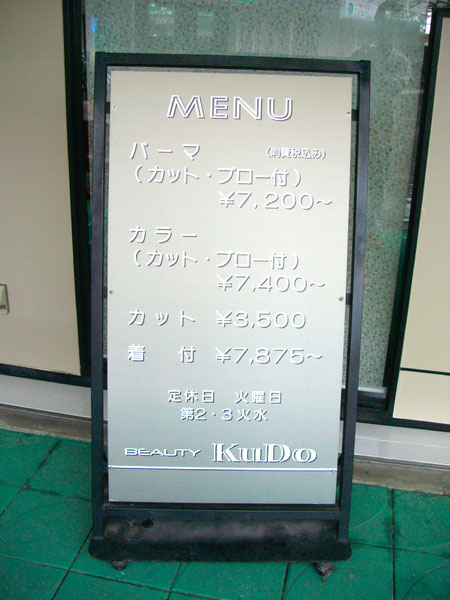 MENU
パーマ (消費税込み)
(カット・ブロー付)
¥7,200~
カラー
(カット・ブロー付)
¥7,400~
カット ¥3,500
着 付 ¥7,875~
定休日 火曜日
第2・3火水
BEAUTY KuDo